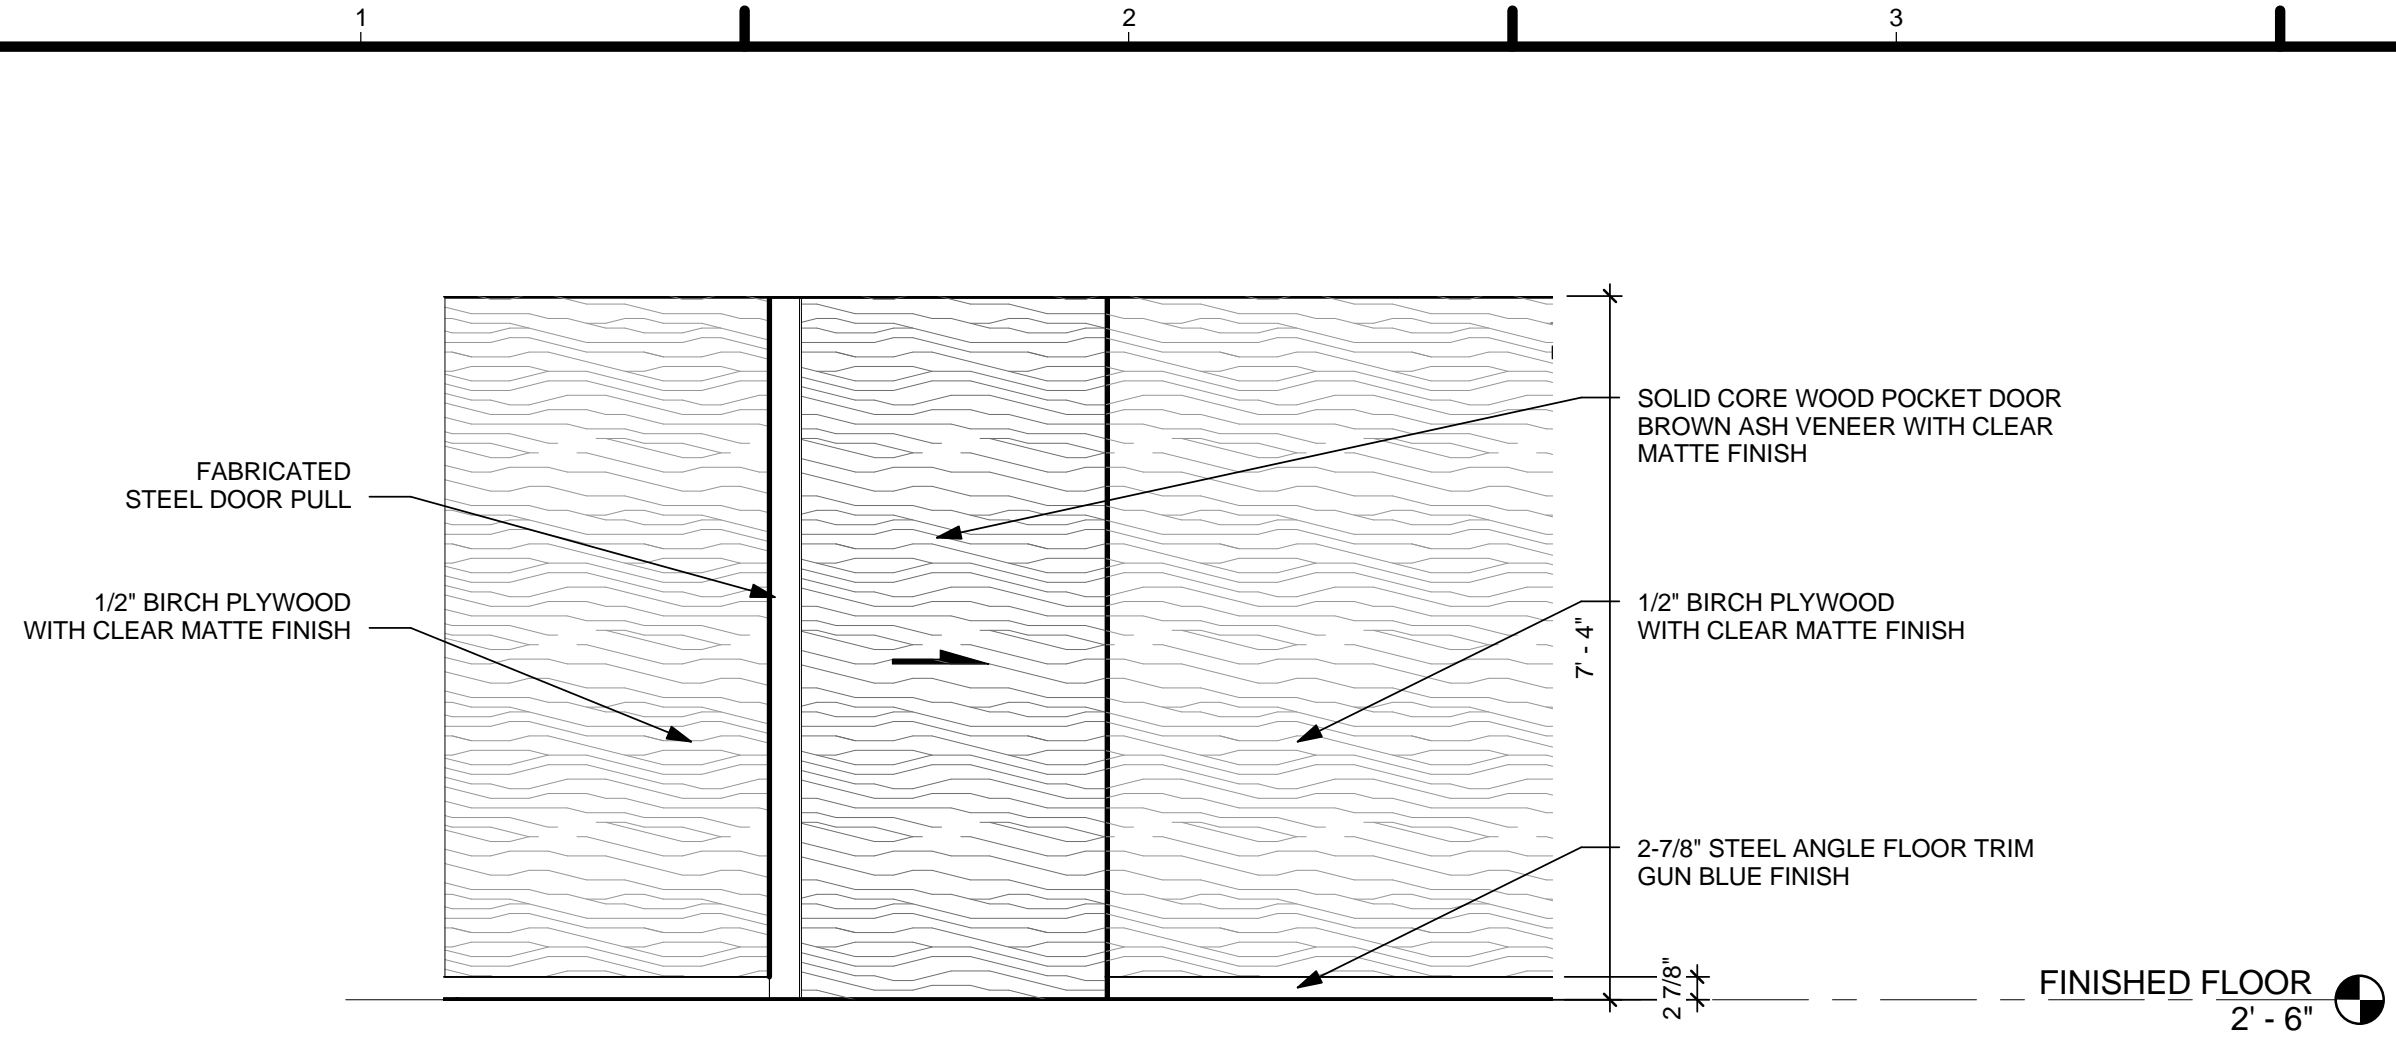 1
2
3
SOLID CORE WOOD POCKET DOOR
BROWN ASH VENEER WITH CLEAR
MATTE FINISH
FABRICATED
STEEL DOOR PULL
1/2" BIRCH PLYWOOD
WITH CLEAR MATTE FINISH
1/2" BIRCH PLYWOOD
WITH CLEAR MATTE FINISH
7' - 4"
2-7/8" STEEL ANGLE FLOOR TRIM
GUN BLUE FINISH
2 7/8"
FINISHED FLOOR
2' - 6"